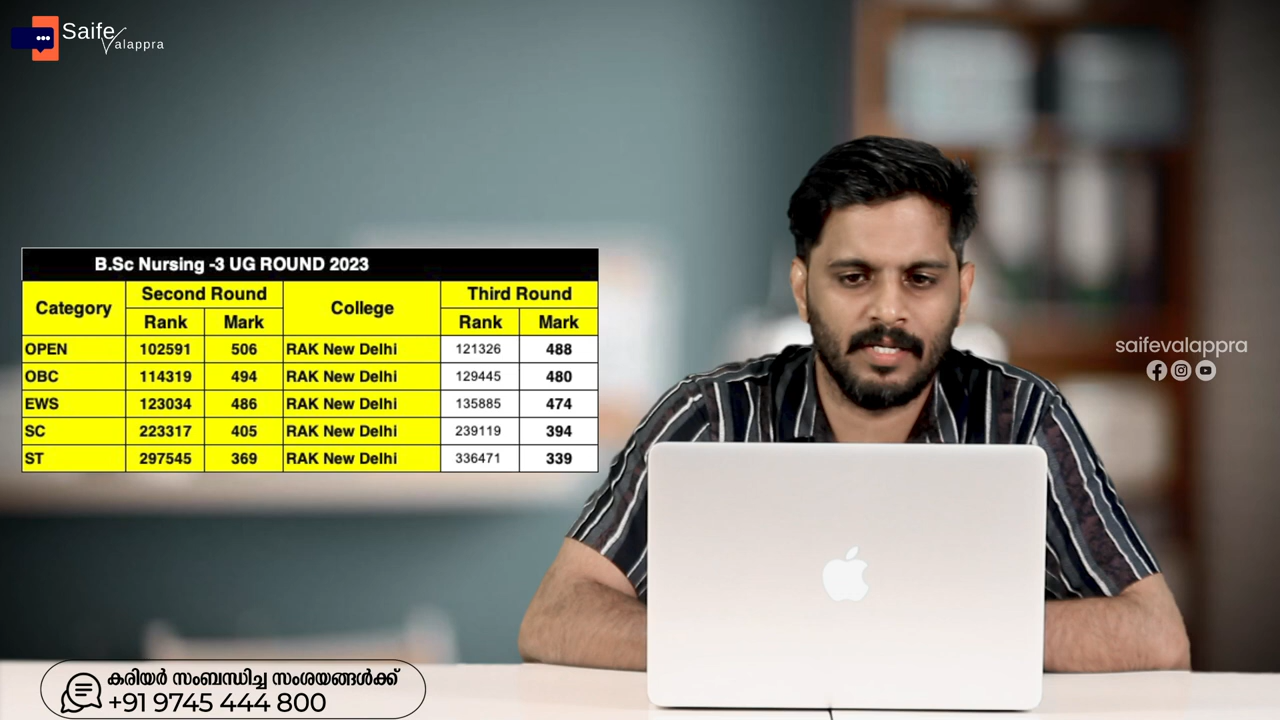 Saife
Valappra
B.Sc Nursing -3 UG ROUND 2023
Category Second Round College Third Round
Rank Mark Rank Mark
OPEN 102591 506 RAK New Delhi 121326 488
OBC 114319 494 RAK New Delhi 129445 480
EWS 123034 486 RAK New Delhi 135885 474
SC 223317 405 RAK New Delhi 239119 394
ST 297545 369 RAK New Delhi 336471 339
saifevalappra
കരിയർ സംബന്ധിച്ച സംശയങ്ങൾക്ക്
+91 9745 444 800